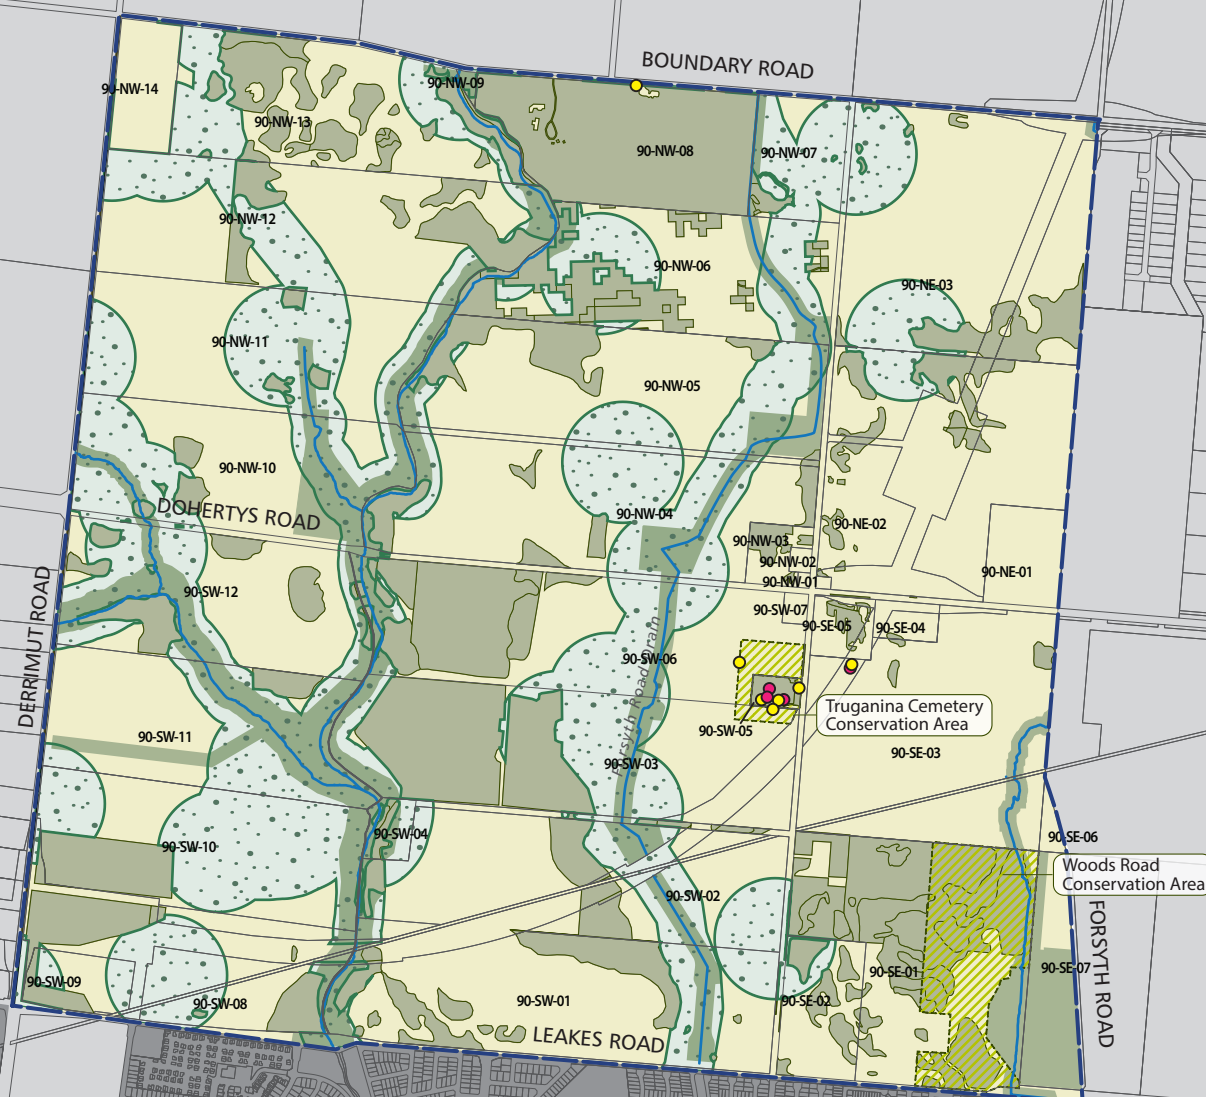 BOUNDARY ROAD
90-NW-14
90-NW-09
90-NW-13
90-NW-08
90-NW-07
90-NW-12
90-NW-06
90-NE-03
90-NW-11
90-NW-05
90-NW-10
DOHERTYS ROAD
90-NW-04
90-NE-02
90-NW-03
90-NW-02
90-NW-01
90-NE-01
DERRIMUT ROAD
90-SW-12
90-SW-07
90-SE-05
90-SE-04
90-SW-06
Forsyth Road Drain
Truganina Cemetery
Conservation Area
90-SW-05
90-SW-11
90-SE-03
90-SW-03
90-SW-04
90-SE-06
90-SW-10
Woods Road
Conservation Area
90-SW-02
FORSYTH ROAD
90-SW-09
90-SE-01
90-SE-07
90-SW-08
90-SW-01
90-SE-02
LEAKES ROAD